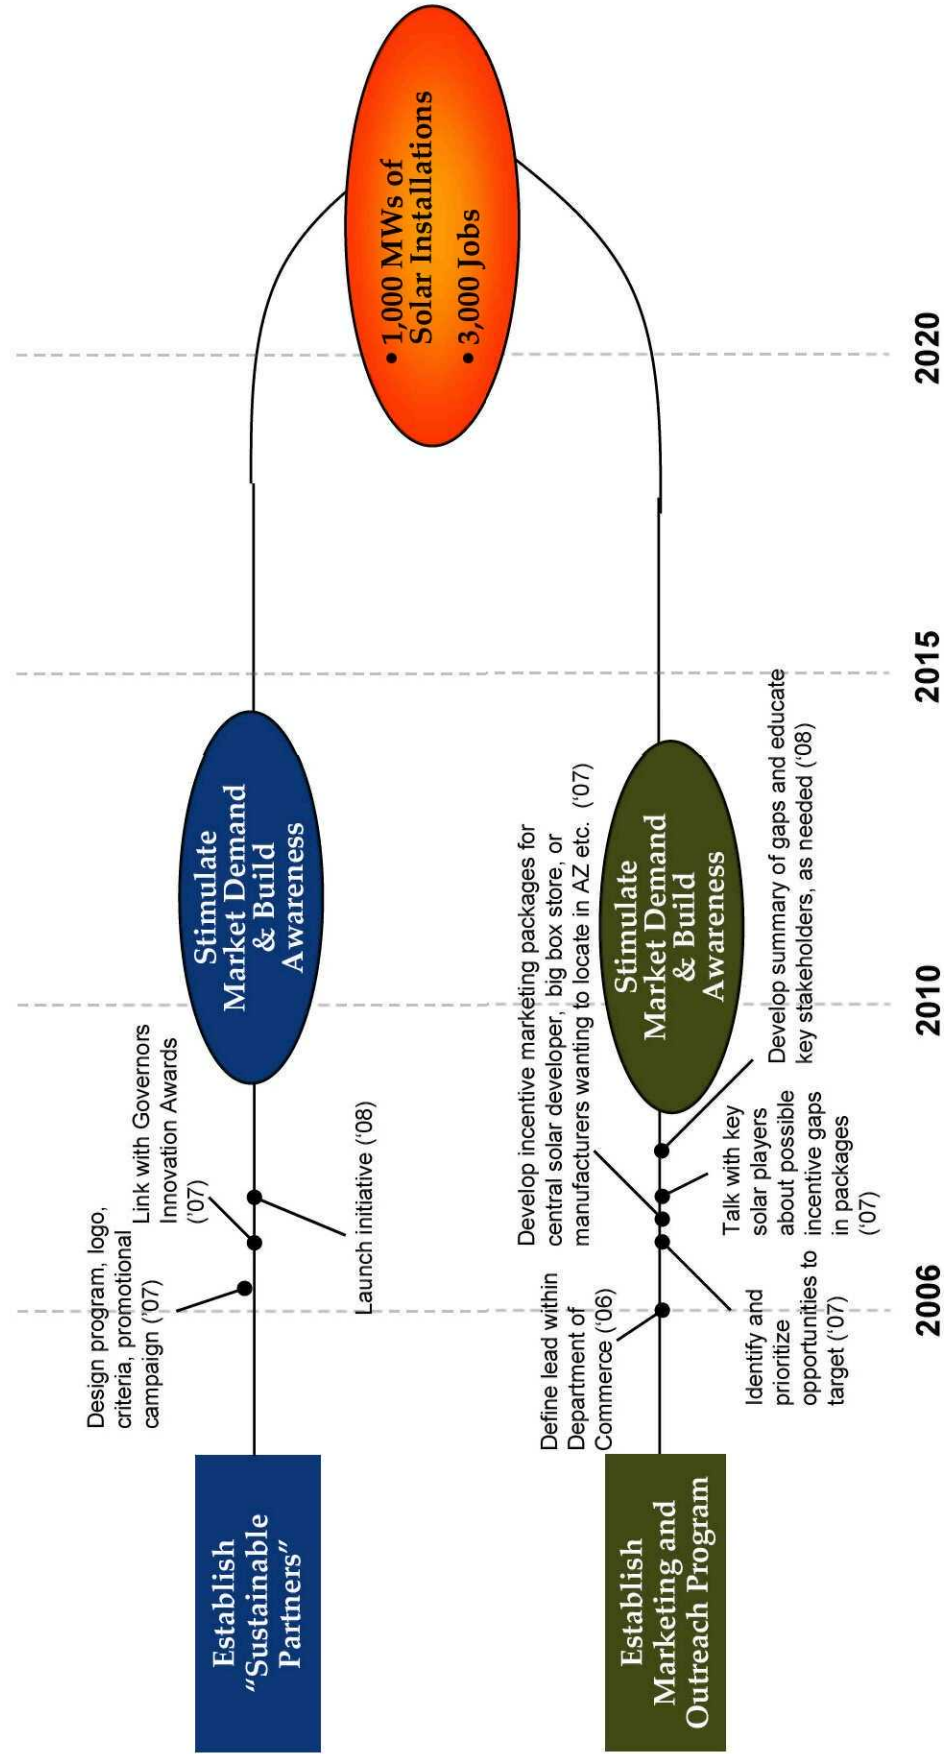 Establish
"Sustainable
Partners"
Design program, logo,
criteria, promotional
campaign ('07)
Link with Governors
Innovation Awards
('07)
Launch initiative ('08)
Stimulate
Market Demand
& Build
Awareness
• 1,000 MWs of
Solar Installations
• 3,000 Jobs
Establish
Marketing and
Outreach Program
Define lead within
Department of
Commerce ('06)
Develop incentive marketing packages for
central solar developer, big box store, or
manufacturers wanting to locate in AZ etc. ('07)
Identify and
prioritize
opportunities to
target ('07)
Talk with key
solar players
about possible
incentive gaps
in packages
('07)
Develop summary of gaps and educate
key stakeholders, as needed ('08)
Stimulate
Market Demand
& Build
Awareness
2006
2010
2015
2020